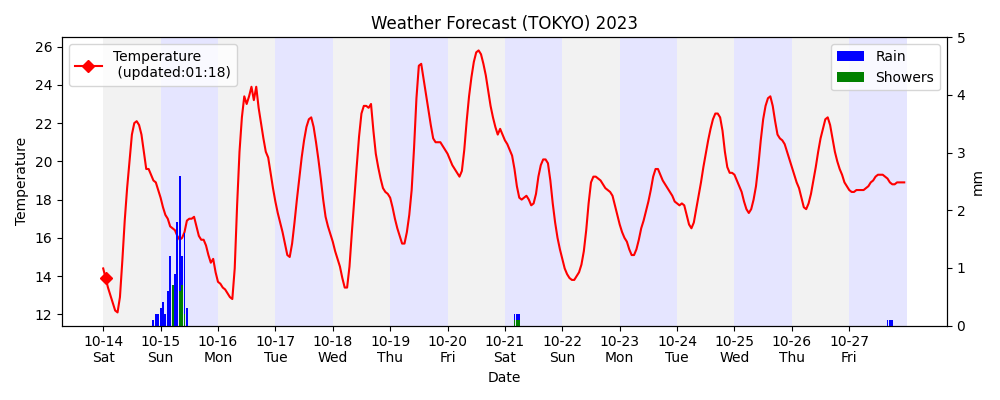 Weather Forecast (TOKYO) 2023
Temperature
(updated:01:18)
Rain
Showers
26
24
22
20
18
16
14
12
Temperature
5
4
3
2
1
0
mm
10-14 10-15 10-16 10-17 10-18 10-19 10-20 10-21 10-22 10-23 10-24 10-25 10-26 10-27
Sat Sun Mon Tue Wed Thu Fri Sat Sun Mon Tue Wed Thu Fri
Date